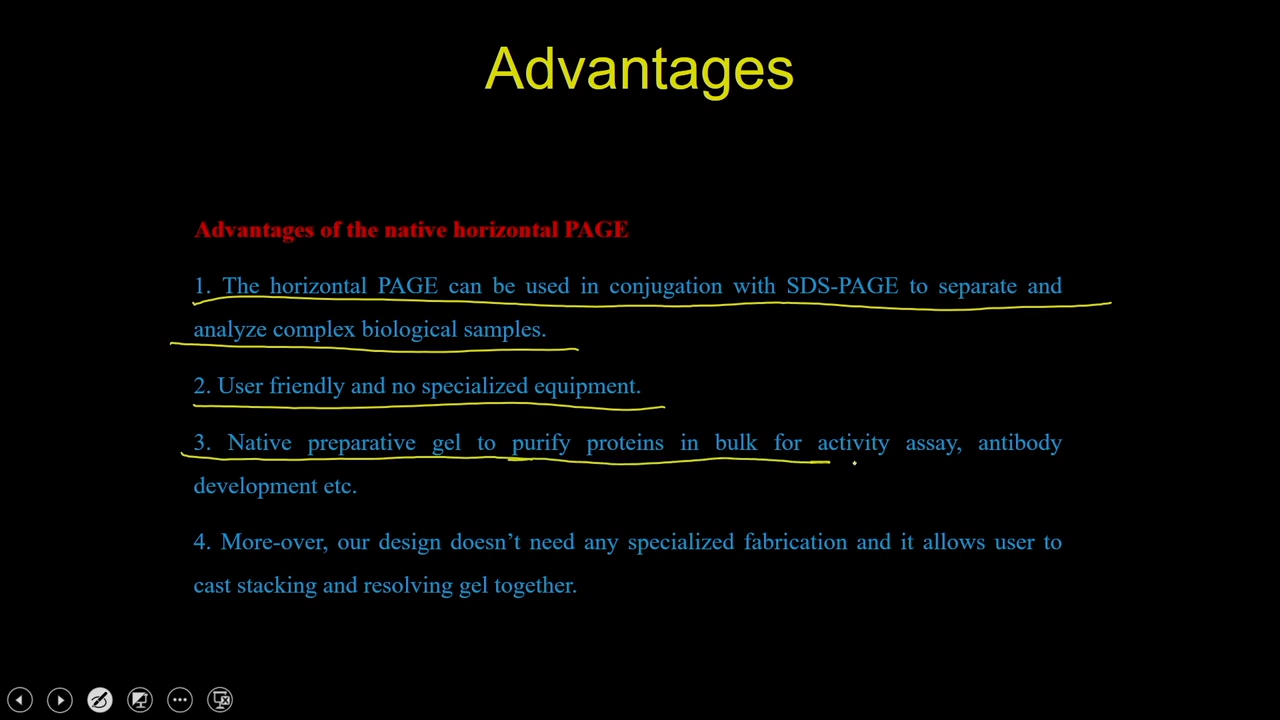 Advantages
Advantages of the native horizontal PAGE
1. The horizontal PAGE can be used in conjugation with SDS-PAGE to separate and
analyze complex biological samples.
2. User friendly and no specialized equipment.
3. Native preparative gel to purify proteins in bulk for activity assay, antibody
development etc.
4. More-over, our design doesn’t need any specialized fabrication and it allows user to
cast stacking and resolving gel together.